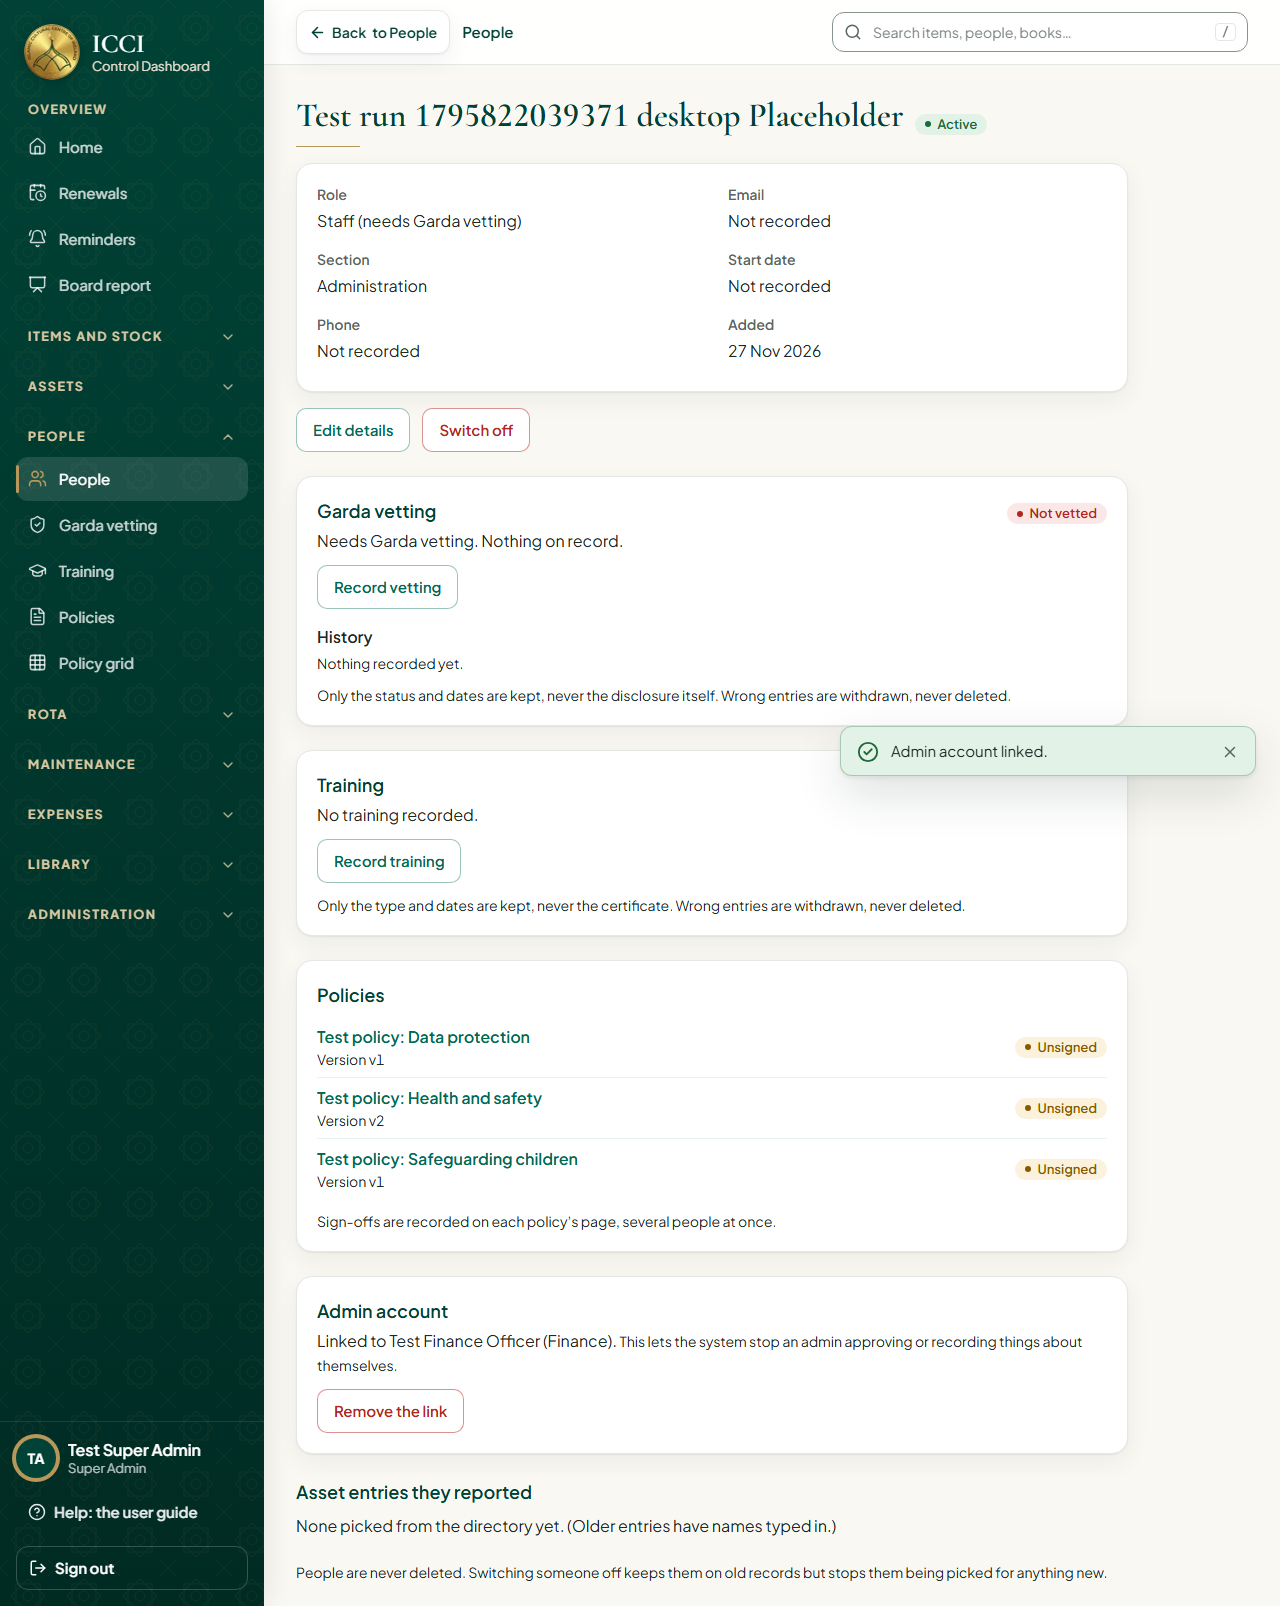 ICCI
Control Dashboard
OVERVIEW
Home
Renewals
Reminders
Board report
ITEMS AND STOCK
ASSETS
PEOPLE
People
Garda vetting
Training
Policies
Policy grid
ROTA
MAINTENANCE
EXPENSES
LIBRARY
ADMINISTRATION
TA
Test Super Admin
Super Admin
Help: the user guide
Sign out
Back to People
People
Search items, people, books…
/
Test run 1795822039371 desktop Placeholder
Active
Role
Staff (needs Garda vetting)
Email
Not recorded
Section
Administration
Start date
Not recorded
Phone
Not recorded
Added
27 Nov 2026
Edit details
Switch off
Garda vetting
Not vetted
Needs Garda vetting. Nothing on record.
Record vetting
History
Nothing recorded yet.
Only the status and dates are kept, never the disclosure itself. Wrong entries are withdrawn, never deleted.
Admin account linked.
Training
No training recorded.
Record training
Only the type and dates are kept, never the certificate. Wrong entries are withdrawn, never deleted.
Policies
Test policy: Data protection
Version v1
Unsigned
Test policy: Health and safety
Version v2
Unsigned
Test policy: Safeguarding children
Version v1
Unsigned
Sign-offs are recorded on each policy's page, several people at once.
Admin account
Linked to Test Finance Officer (Finance). This lets the system stop an admin approving or recording things about
themselves.
Remove the link
Asset entries they reported
None picked from the directory yet. (Older entries have names typed in.)
People are never deleted. Switching someone off keeps them on old records but stops them being picked for anything new.